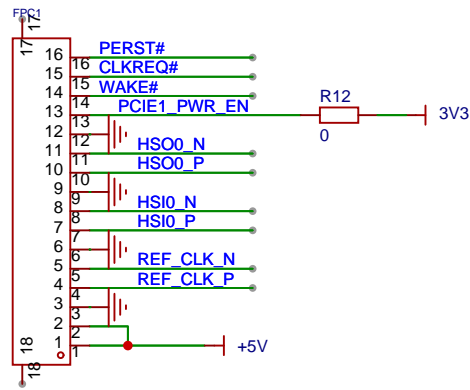 FPC1
17
17
16 PERST#
16
15 CLKREQ#
15
14 WAKE#
14
13 PCIE1_PWR_EN R12 3V3
13 0
12
12
11 HSO0_N
11
10 HSO0_P
10
9
9
8 HSI0_N
8
7 HSI0_P
7
6
6
5 REF_CLK_N
5
4 REF_CLK_P
4
3
3
2
2
1 +5V
1
18
18